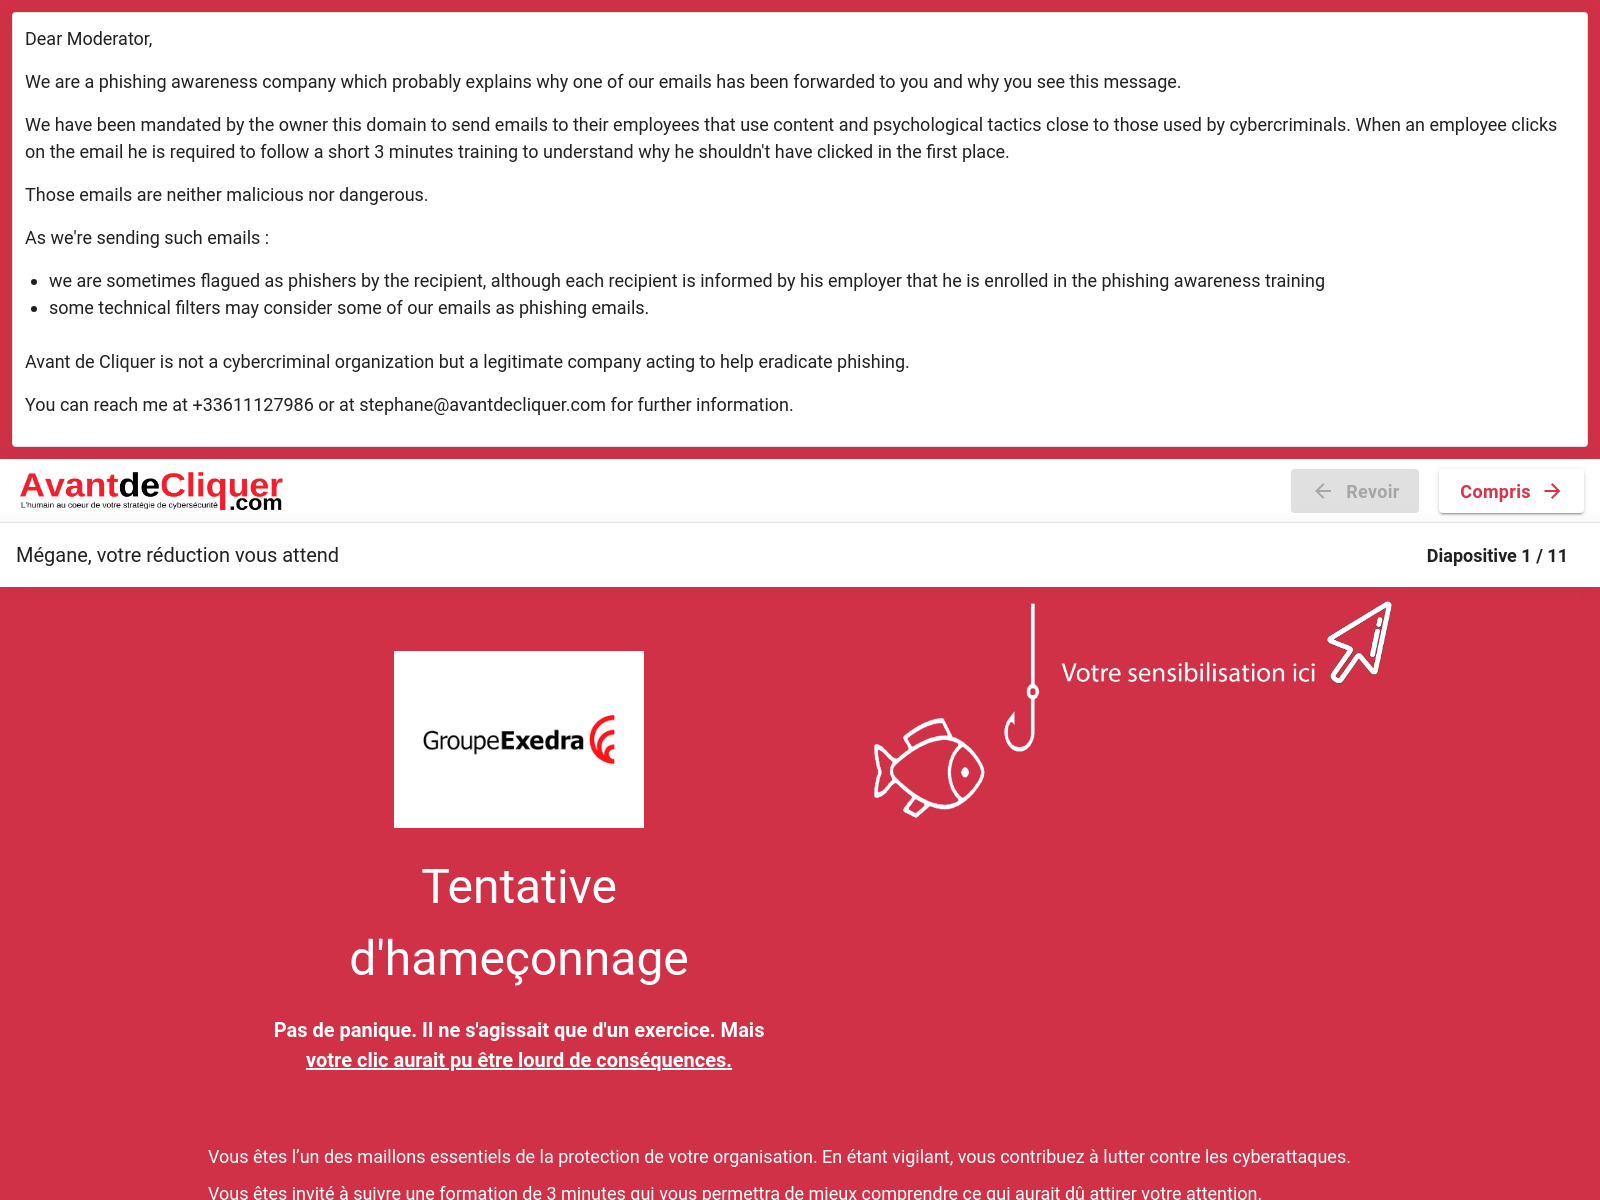 Dear Moderator,
We are a phishing awareness company which probably explains why one of our emails has been forwarded to you and why you see this message.
We have been mandated by the owner this domain to send emails to their employees that use content and psychological tactics close to those used by cybercriminals. When an employee clicks
on the email he is required to follow a short 3 minutes training to understand why he shouldn't have clicked in the first place.
Those emails are neither malicious nor dangerous.
As we're sending such emails :
• we are sometimes flagued as phishers by the recipient, although each recipient is informed by his employer that he is enrolled in the phishing awareness training
• some technical filters may consider some of our emails as phishing emails.
Avant de Cliquer is not a cybercriminal organization but a legitimate company acting to help eradicate phishing.
You can reach me at +33611127986 or at stephane@avantdecliquer.com for further information.
AvantdeCliquer
L'humain au coeur de votre stratégie de cybersécurité .com
Revoir
Compris
Mégane, votre réduction vous attend
Diapositive 1 / 11
Votre sensibilisation ici
GroupeExedra
Tentative
d'hameçonnage
Pas de panique. Il ne s'agissait que d'un exercice. Mais
votre clic aurait pu être lourd de conséquences.
Vous êtes l’un des maillons essentiels de la protection de votre organisation. En étant vigilant, vous contribuez à lutter contre les cyberattaques.
Vous êtes invité à suivre une formation de 3 minutes qui vous permettra de mieux comprendre ce qui aurait dû attirer votre attention.